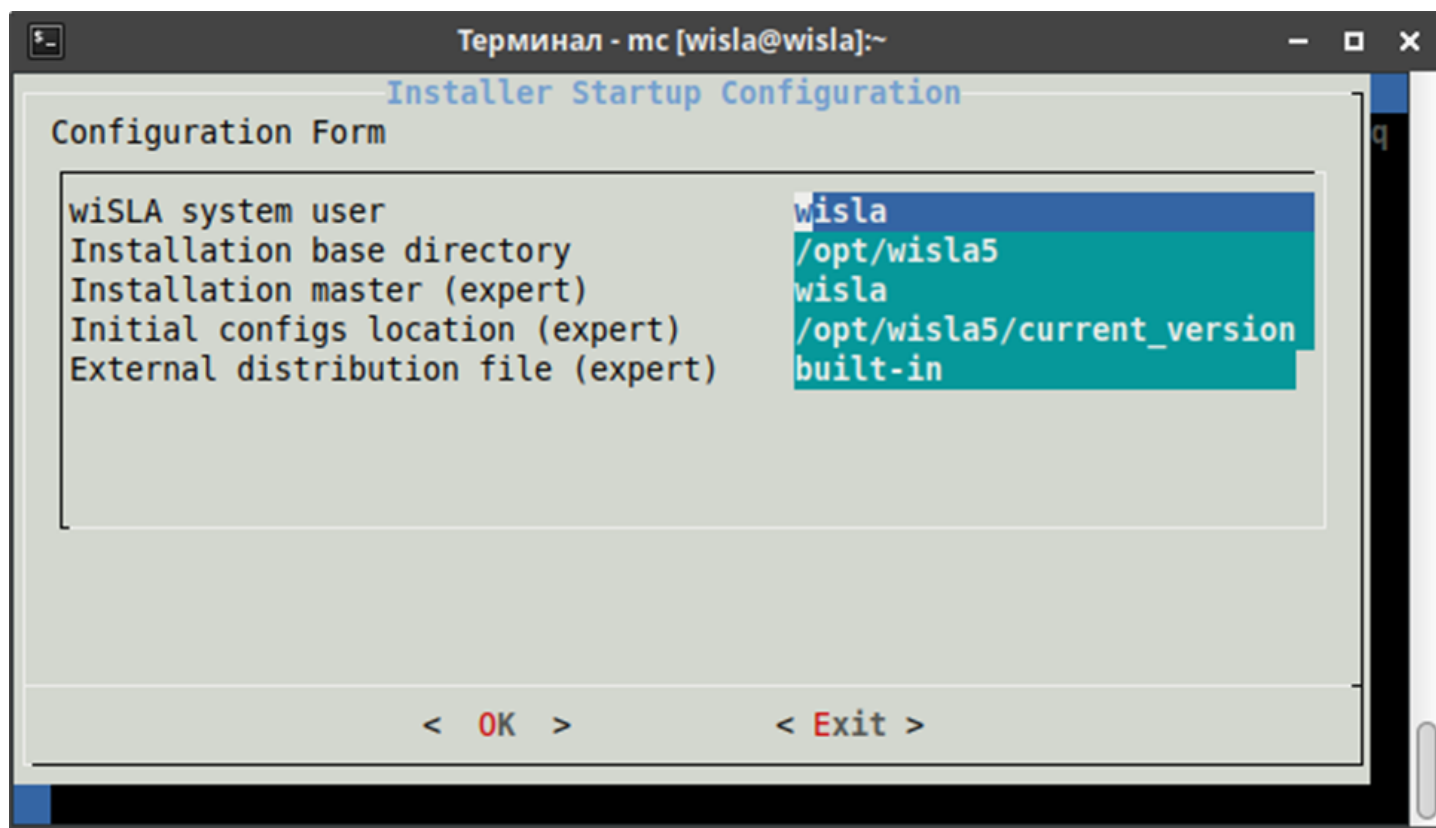 Терминал - mc [wisla@wisla]:~
Installer Startup Configuration
q
Configuration Form
wiSLA system user wisla
Installation base directory /opt/wisla5
Installation master (expert) wisla
Initial configs location (expert) /opt/wisla5/current_version
External distribution file (expert) built-in
< OK > < Exit >